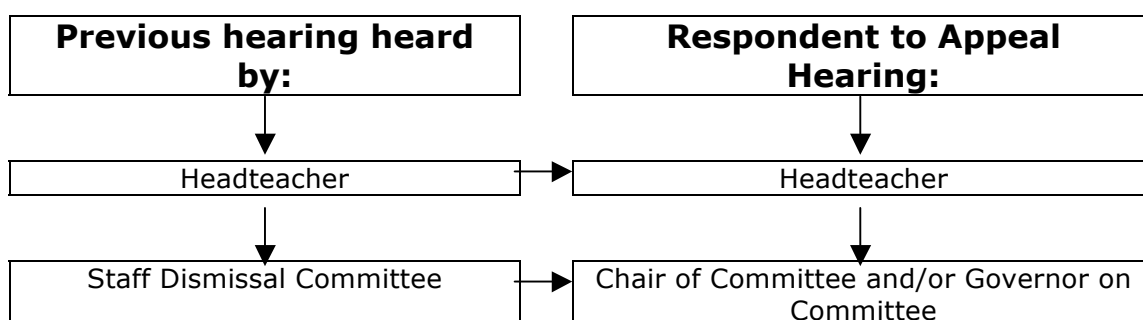 Previous hearing heard
by:
Respondent to Appeal
Hearing:
Headteacher
Headteacher
Staff Dismissal Committee
Chair of Committee and/or Governor on
Committee